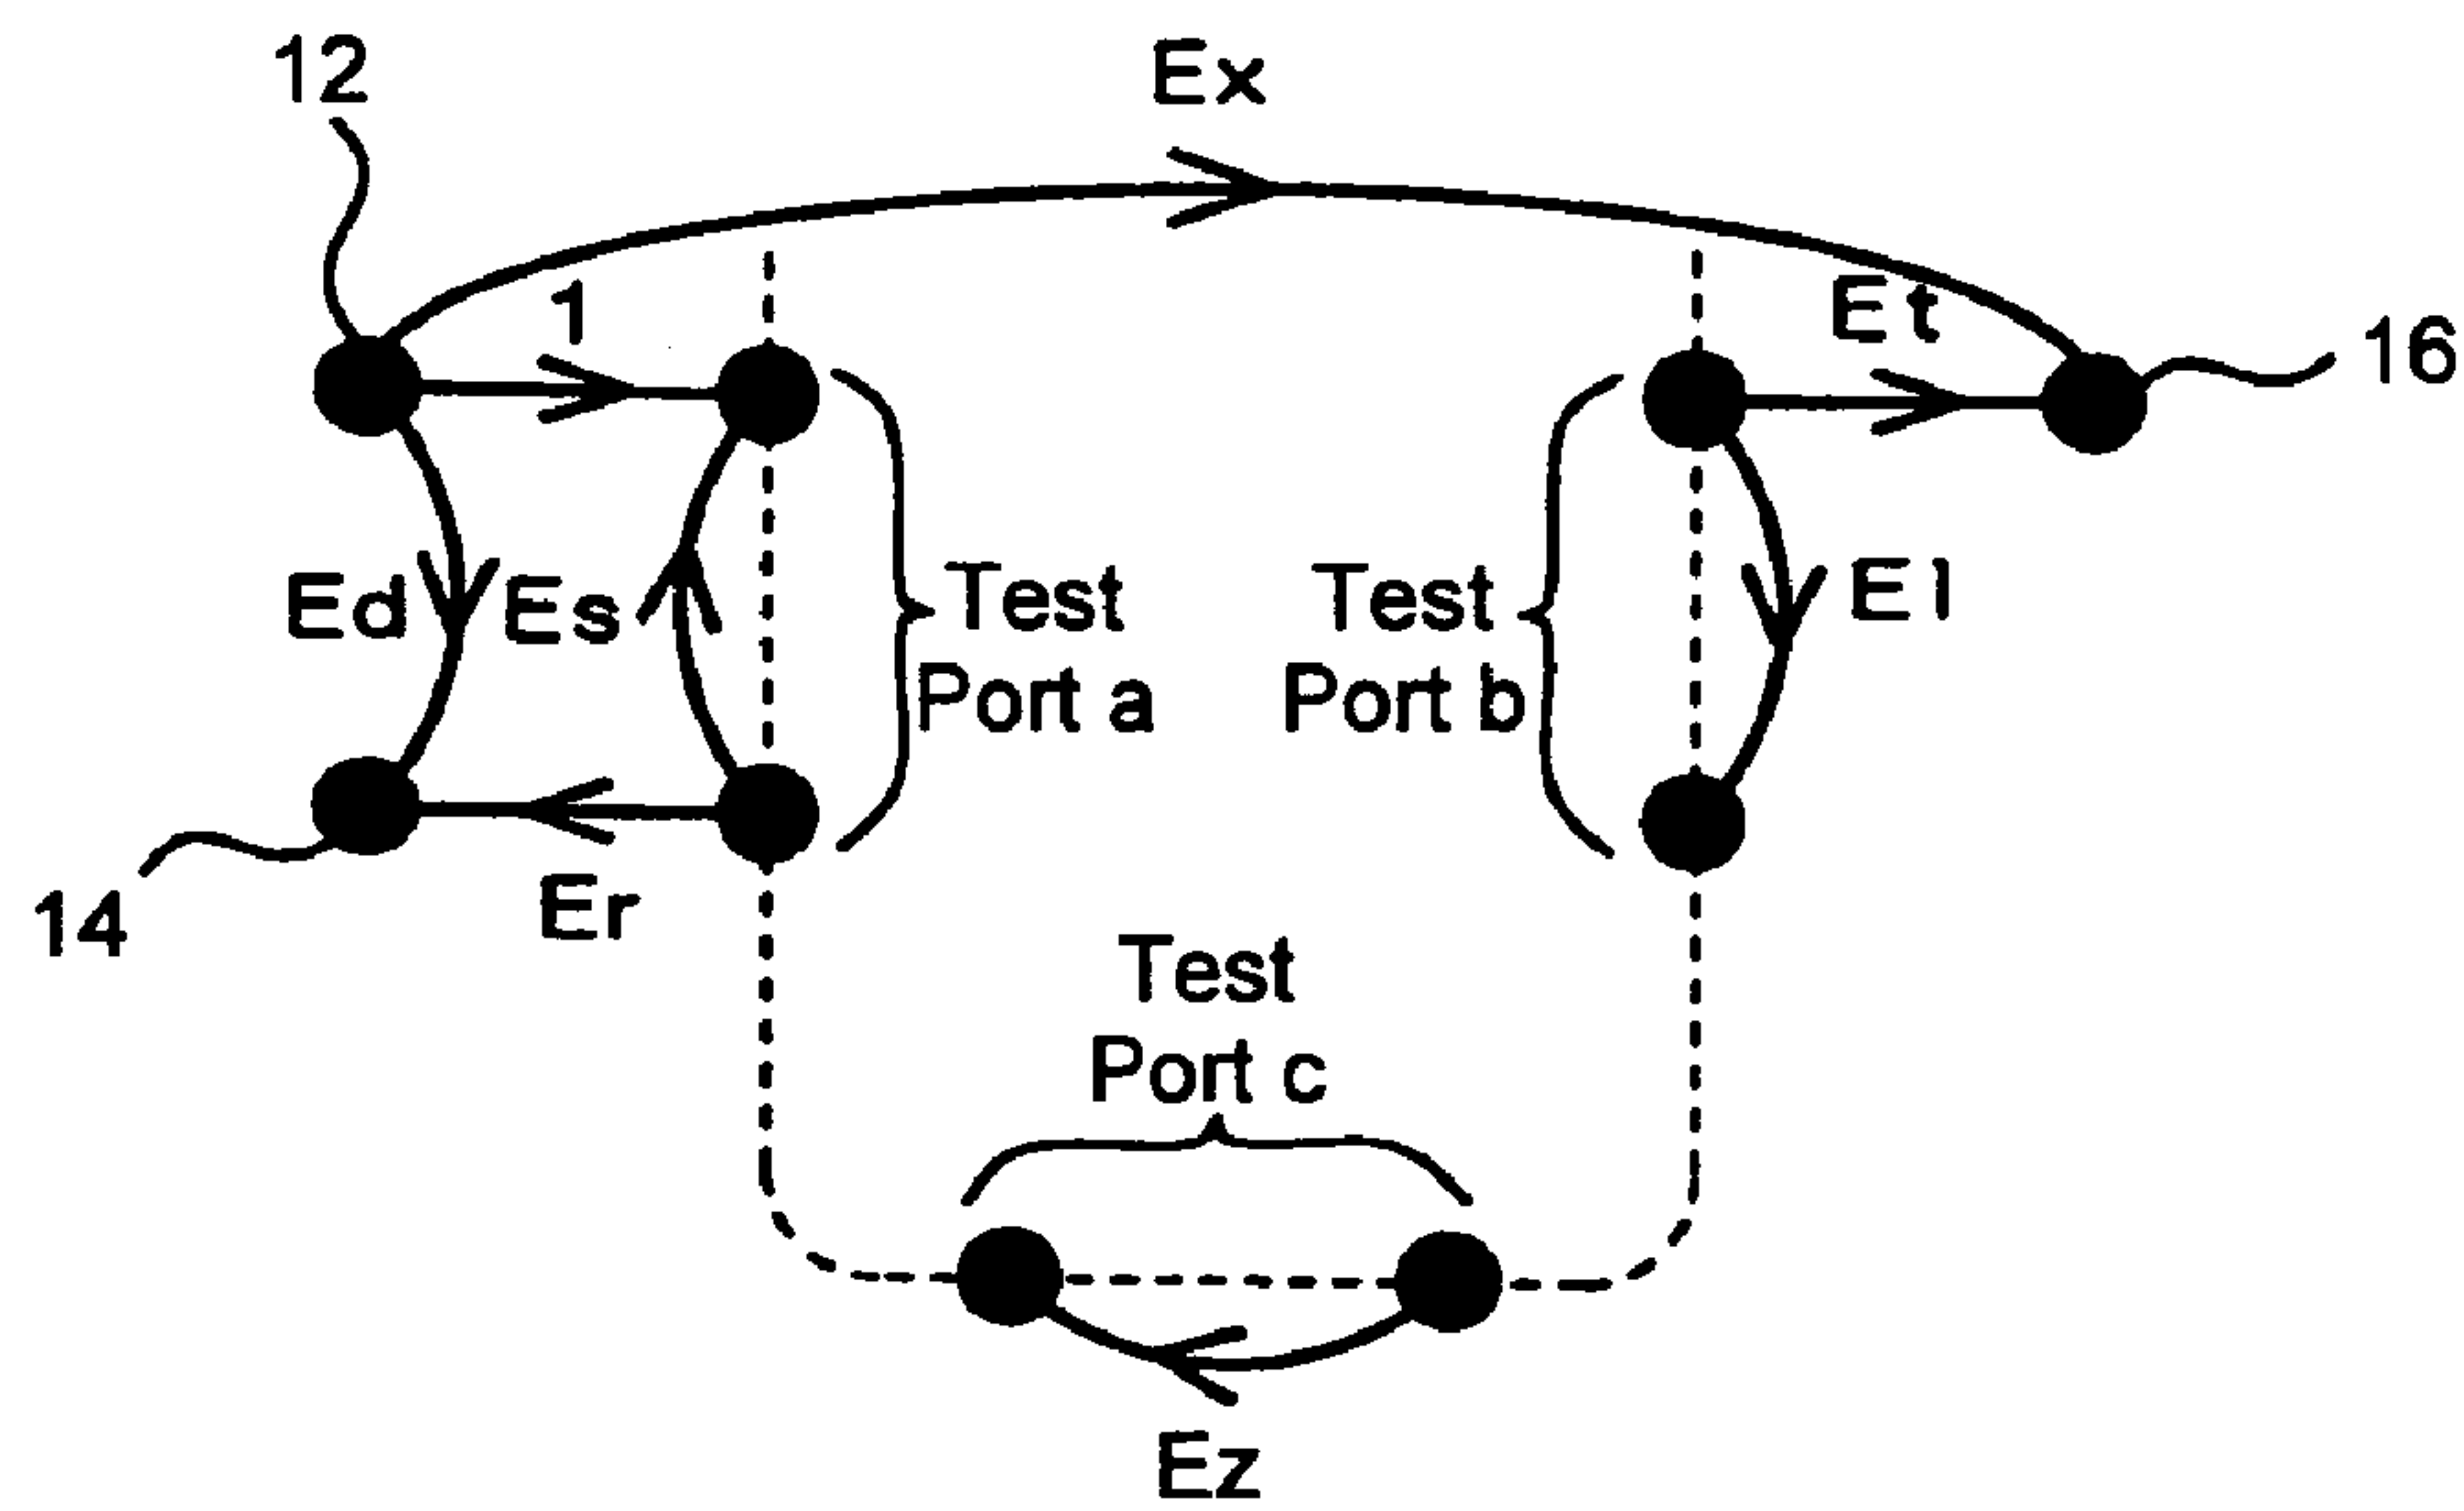 12
Ex
1
Et
16
Ed
Es
Test
Port a
Test
Port b
El
14
Er
Test
Port c
Ez